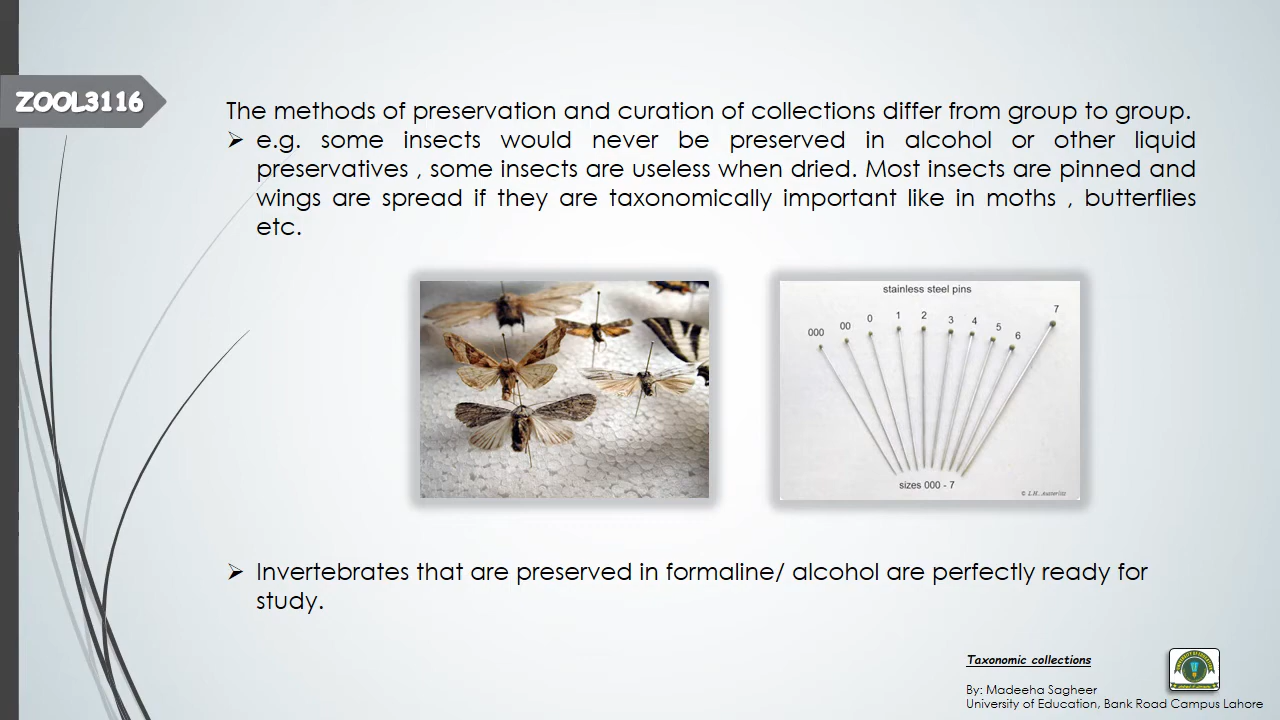 ZOOL3116
The methods of preservation and curation of collections differ from group to group.
➢ e.g. some insects would never be preserved in alcohol or other liquid
preservatives , some insects are useless when dried. Most insects are pinned and
wings are spread if they are taxonomically important like in moths , butterflies
etc.
stainless steel pins
000 00 0 1 2 3 4 5 6 7
sizes 000 - 7
➢ Invertebrates that are preserved in formaline/ alcohol are perfectly ready for
study.
Taxonomic collections
By: Madeeha Sagheer
University of Education, Bank Road Campus Lahore